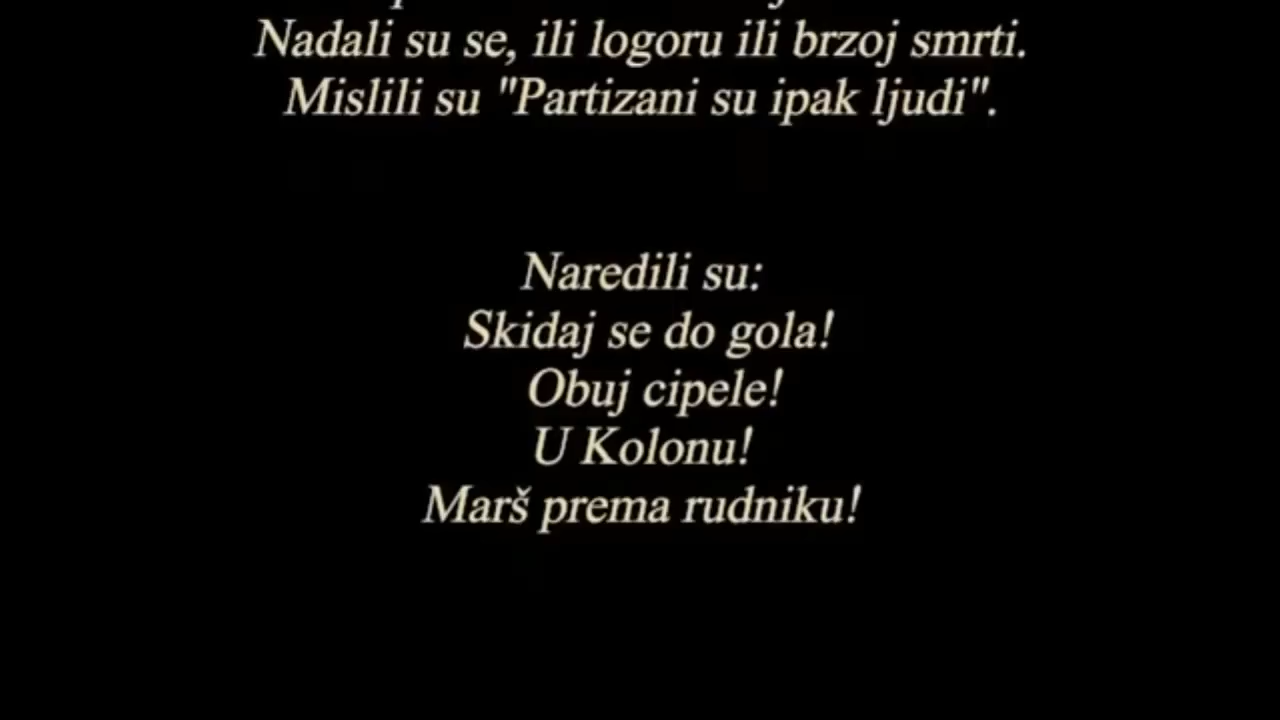 Nadali su se, ili logoru ili brzoj smrti.
Mislili su "Partizani su ipak ljudi".
Naredili su:
Skidaj se do gola!
Obuj cipele!
U Kolonu!
Marš prema rudniku!